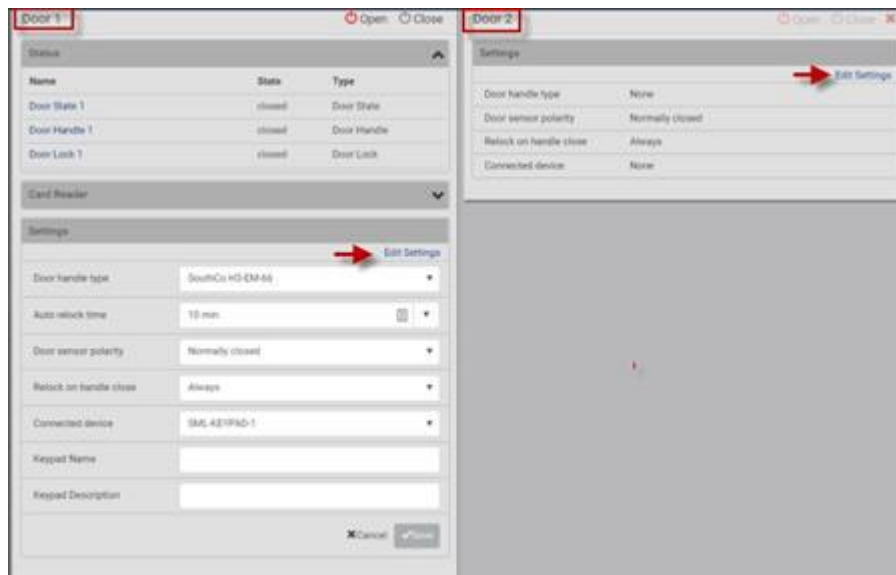 Door 1
Open Close
Status
Name State Type
Door State 1 closed Door State
Door Handle 1 closed Door Handle
Door Lock 1 closed Door Lock
Card Reader
Settings
Edit Settings
Door handle type SouthCo H3-EM-66
Auto relock time 10 min
Door sensor polarity Normally closed
Relock on handle close Always
Connected device SML-KEYPAD-1
Keypad Name
Keypad Description
Cancel Save
Door 2
Open Close
Settings
Edit Settings
Door handle type None
Door sensor polarity Normally closed
Relock on handle close Always
Connected device None